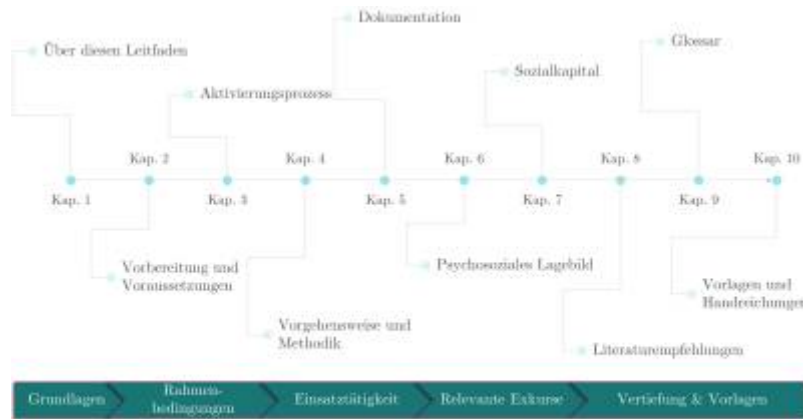 Dokumentation
Über diesen Leitfaden
Glossar
Sozialkapital
Aktivierungsprozess
Kap. 2
Kap. 4
Kap. 6
Kap. 8
Kap. 10
Kap. 1
Kap. 3
Kap. 5
Kap. 7
Kap. 9
Vorbereitung und
Voraussetzungen
Psychosoziales Lagebild
Vorlagen und
Handreichungen
Vorgehensweise und
Methodik
Literaturempfehlungen
Grundlagen
Rahmen-
bedingungen
Einsatztätigkeit
Relevante Exkurse
Vertiefung & Vorlagen